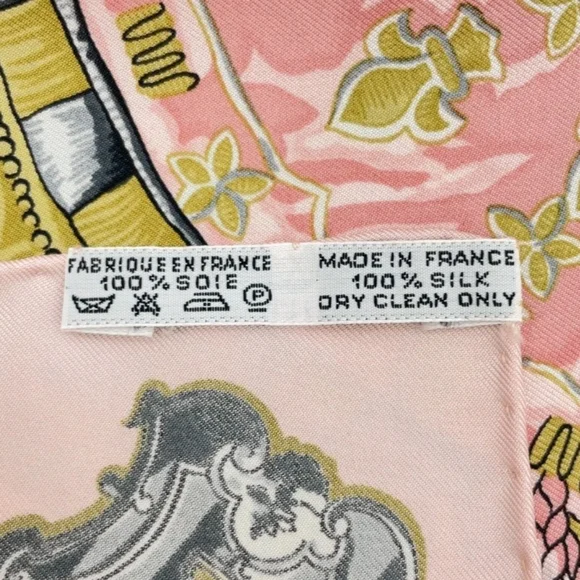 FABRIQUE EN FRANCE
100% SOIE
P
MADE IN FRANCE
100% SILK
DRY CLEAN ONLY